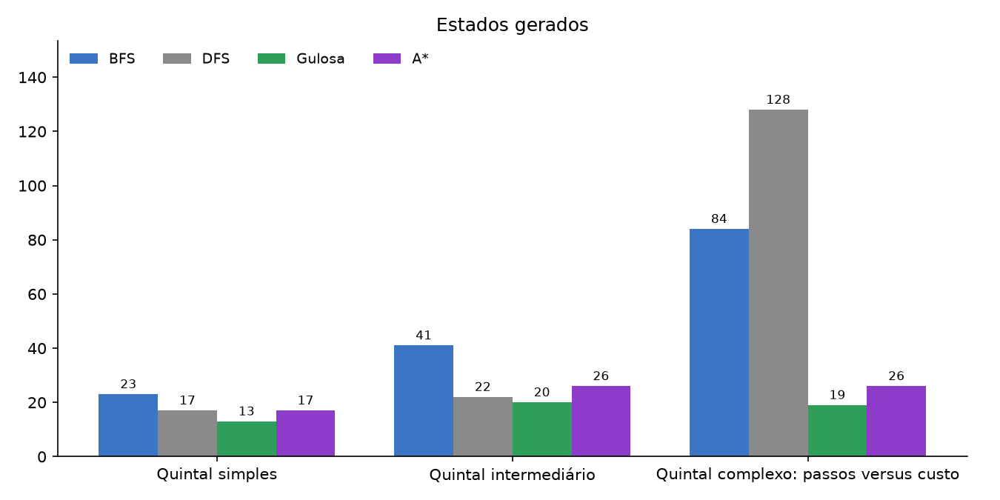 Estados gerados
BFS DFS Gulosa A*
140
120
100
80
60
40
20
0
23 17 13 17
41 22 20 26
84 128 19 26
Quintal simples Quintal intermediário Quintal complexo: passos versus custo